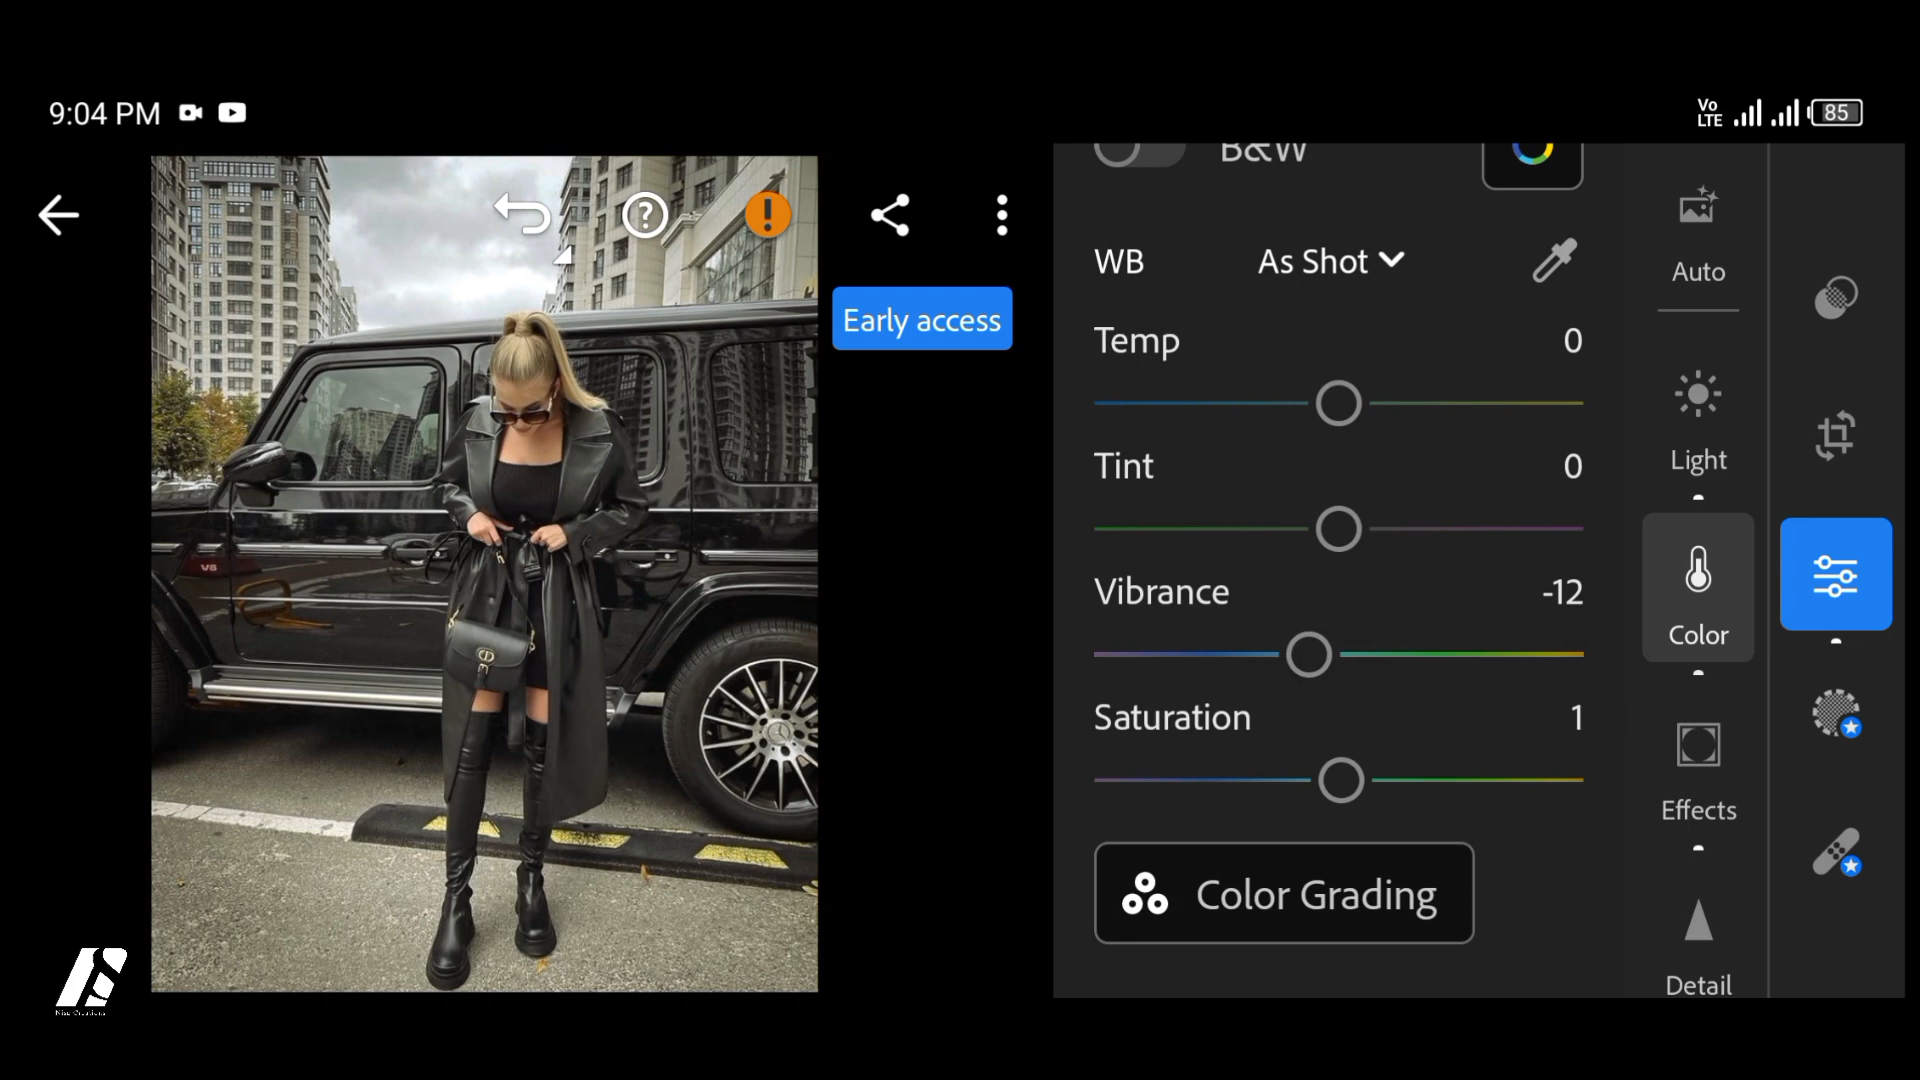 9:04 PM
Vo
LTE
85
B&W
WB
As Shot
Auto
Early access
Temp
0
Tint
0
Light
Vibrance
-12
Color
Saturation
1
Effects
Color Grading
Detail
V8